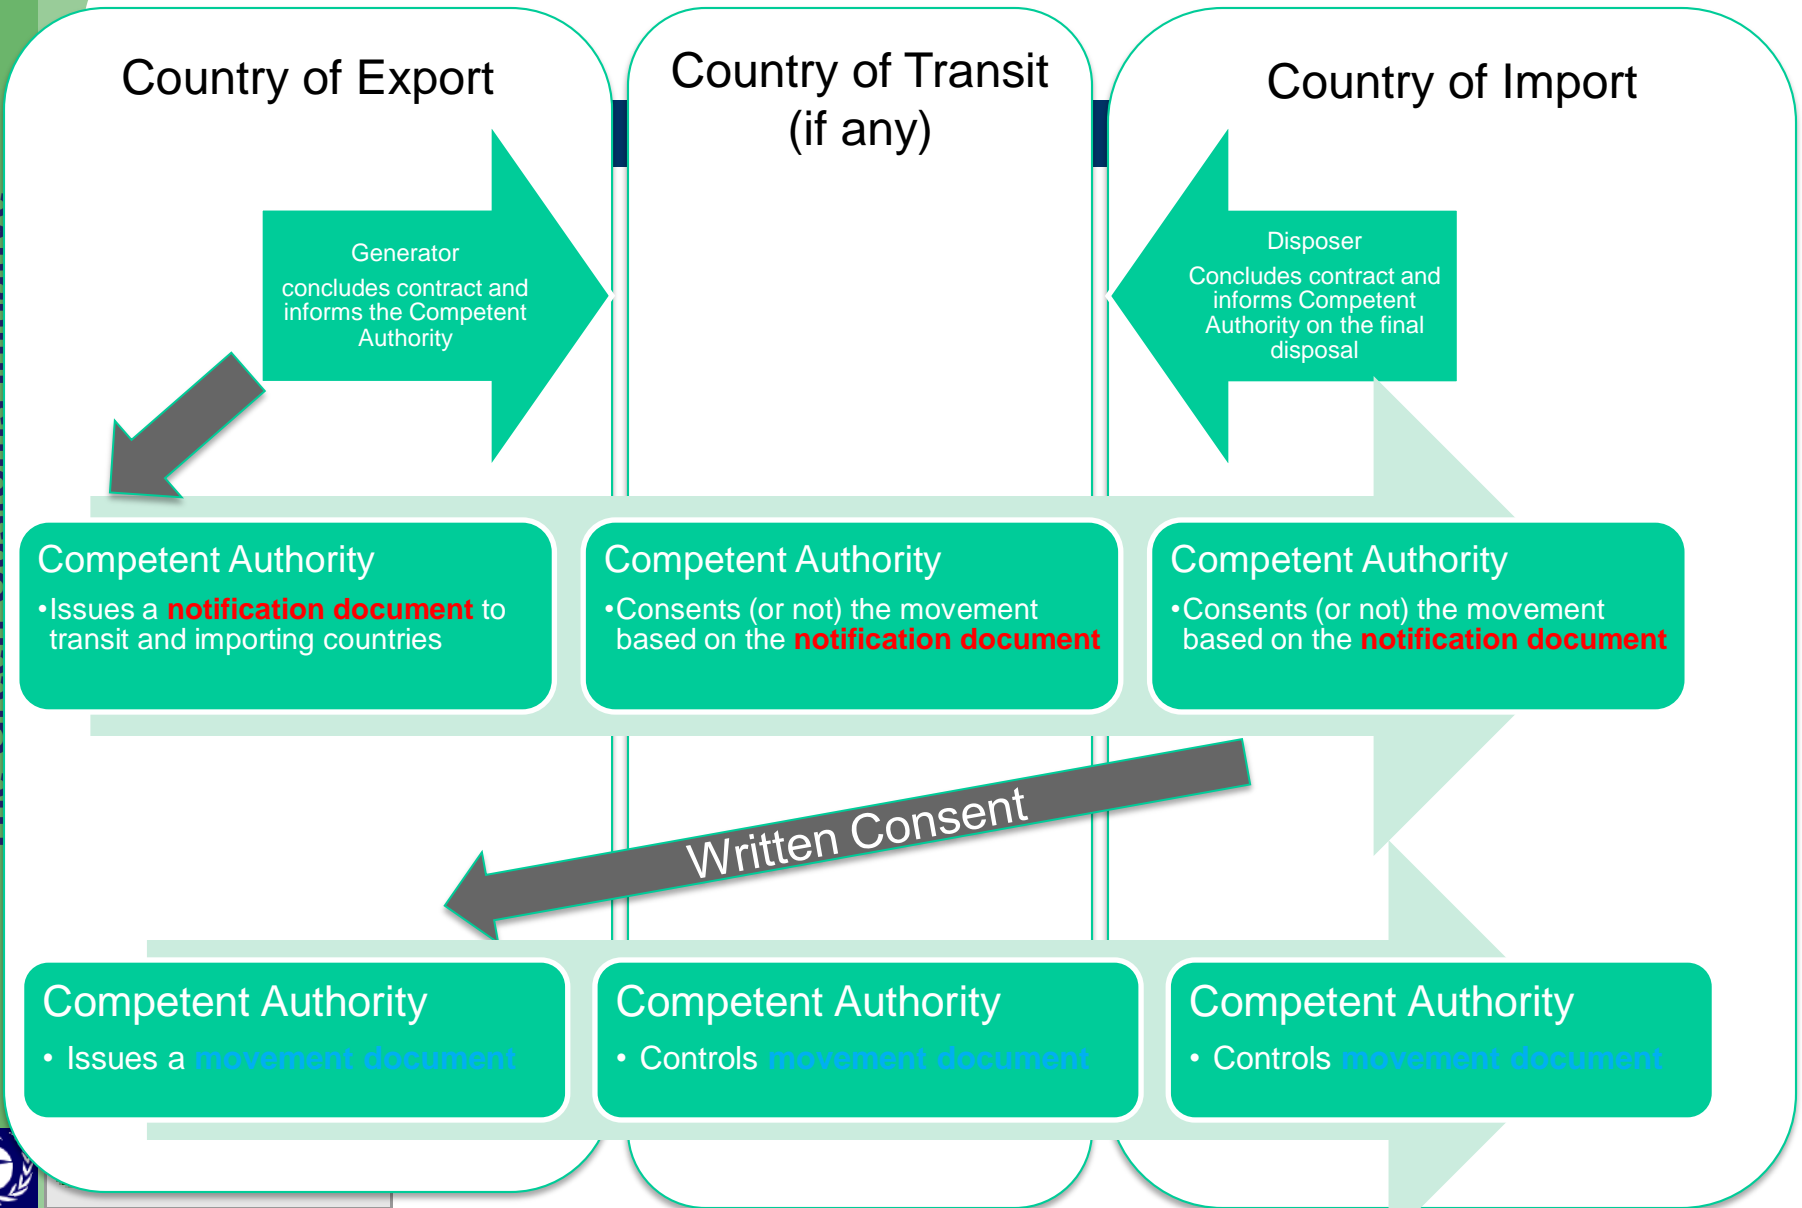 Country of Export
Country of Transit
(if any)
Country of Import
Generator
concludes contract and
informs the Competent
Authority
Disposer
Concludes contract and
informs Competent
Authority on the final
disposal
Competent Authority
•Issues a notification document to
transit and importing countries
Competent Authority
•Consents (or not) the movement
based on the notification document
Competent Authority
•Consents (or not) the movement
based on the notification document
Written Consent
Competent Authority
• Issues a movement document
Competent Authority
• Controls movement document
Competent Authority
• Controls movement document